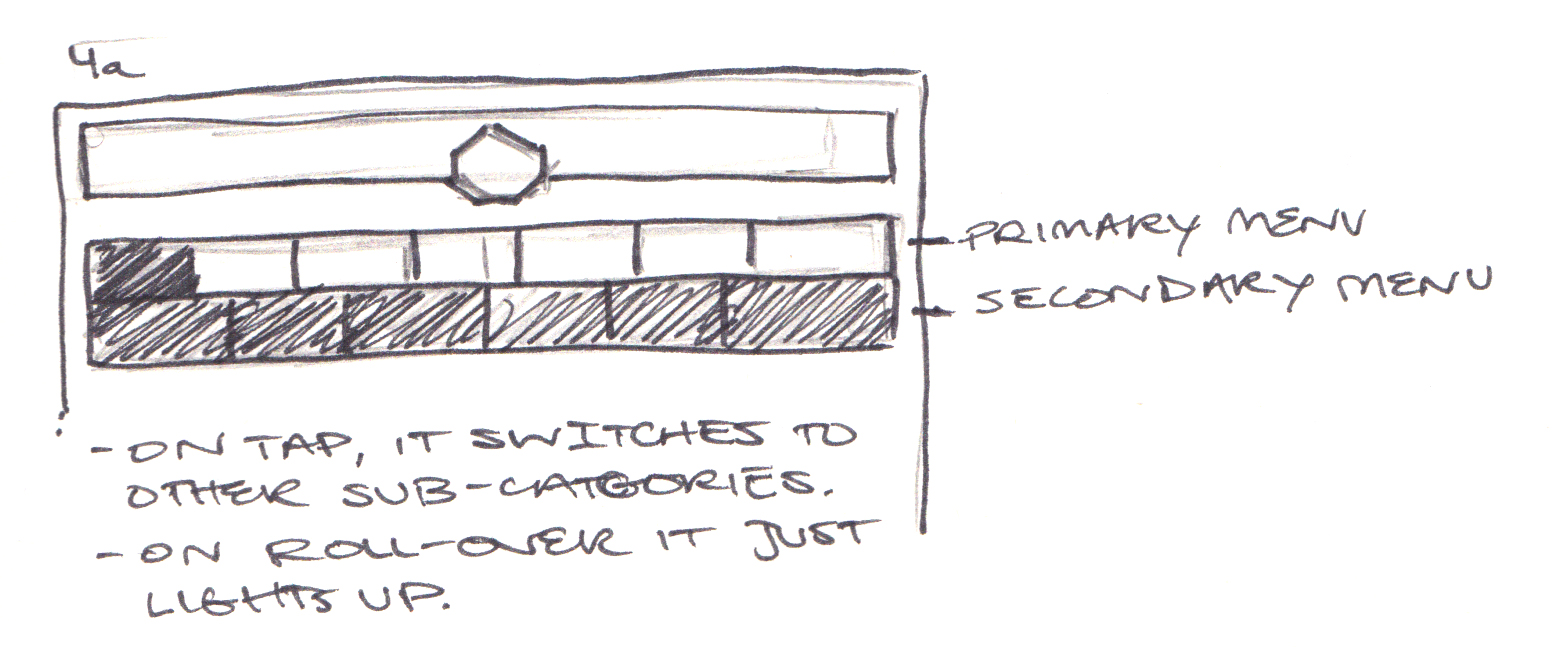 4a
- PRIMARY MENU
- SECONDARY MENU
- ON TAP, IT SWITCHES TO
OTHER SUB-CATEGORIES.
- ON ROLL-OVER IT JUST
LIGHTS UP.